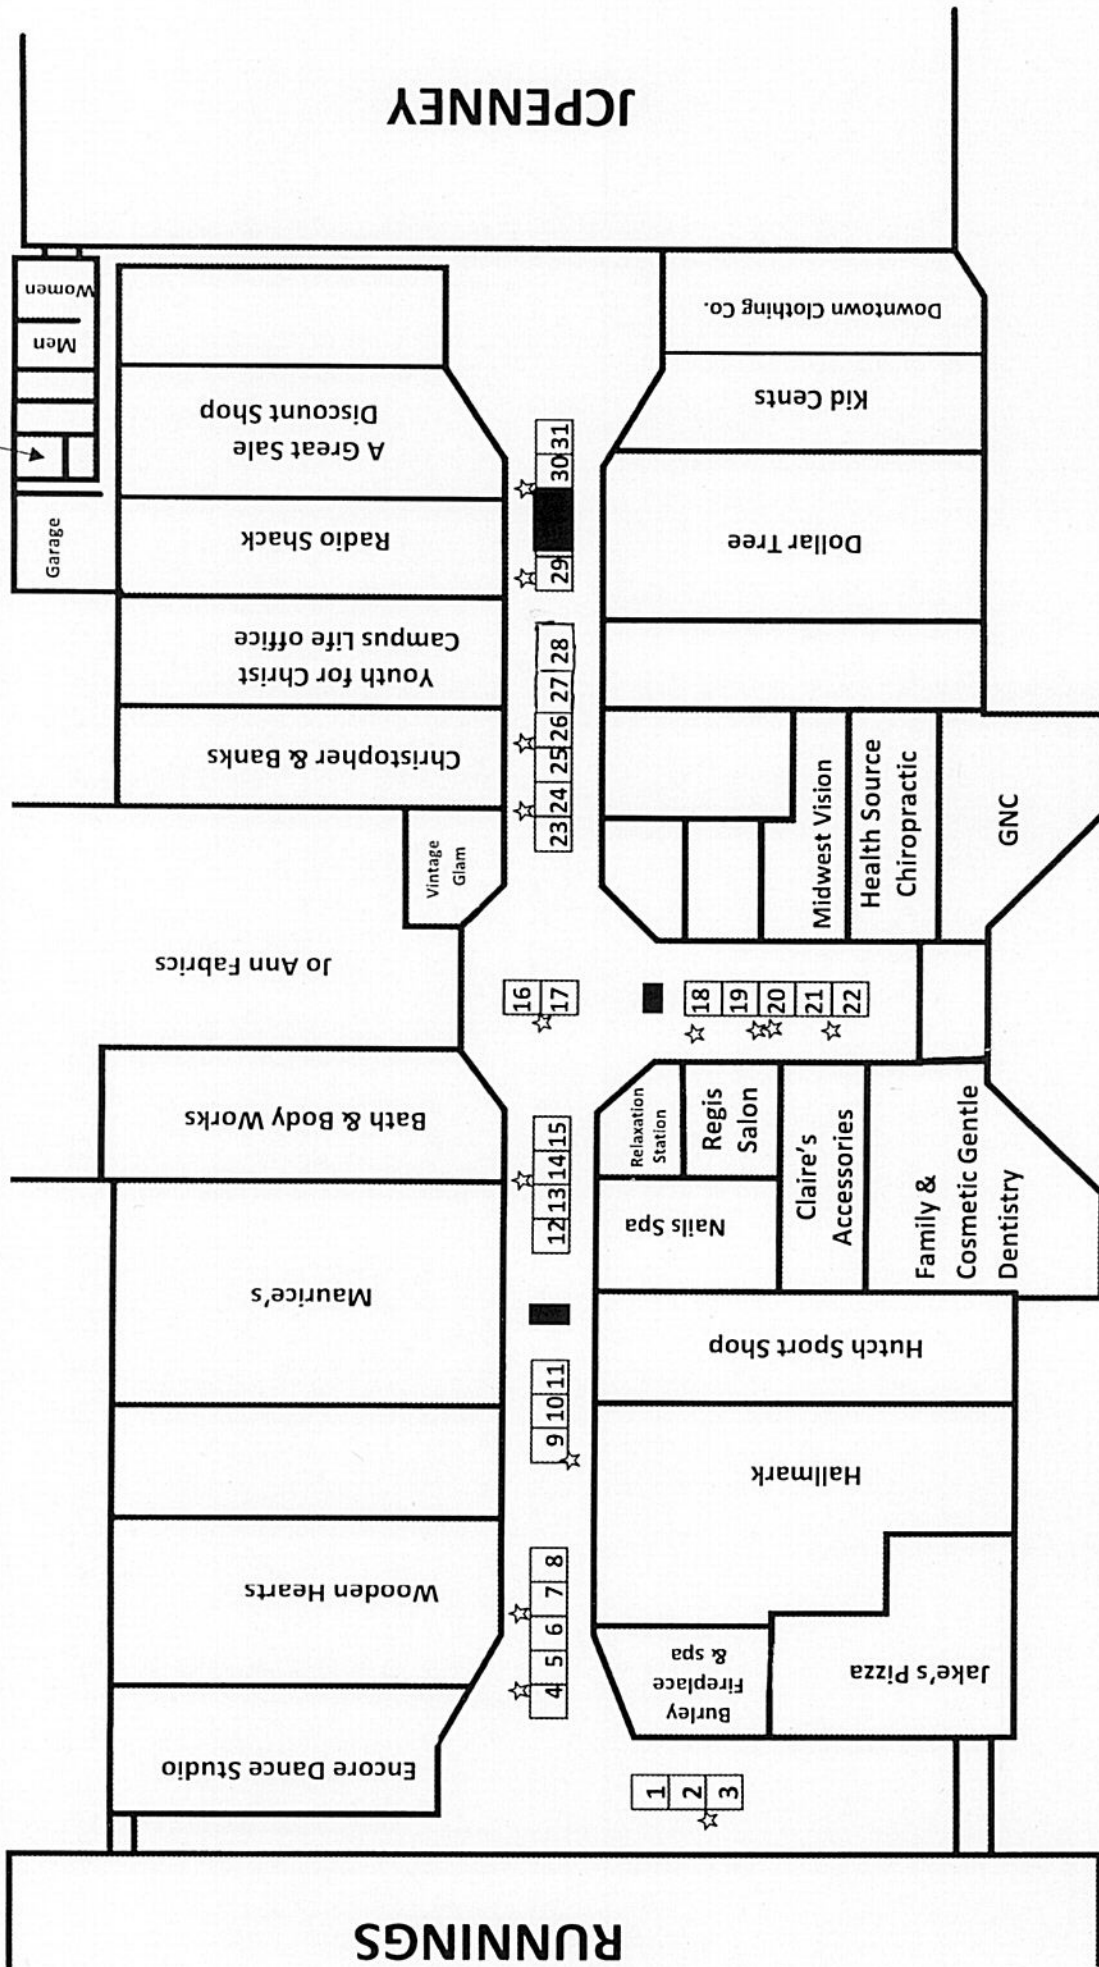 JCPENNEY
Women
Men
Garage
A Great Sale
Discount Shop
Radio Shack
Youth for Christ
Campus Life office
Christopher & Banks
Vintage
Glam
Jo Ann Fabrics
Bath & Body Works
Maurice's
Wooden Hearts
Encore Dance Studio
Downtown Clothing Co.
Kid Cents
Dollar Tree
Midwest Vision
Health Source
Chiropractic
GNC
Relaxation
Station
Regis
Salon
Nails Spa
Claire's
Accessories
Family &
Cosmetic Gentle
Dentistry
Hutch Sport Shop
Hallmark
Jake's Pizza
Burley
Fireplace
& spa
31
30
29
28
27
26
25
24
23
16
17
18
19
20
21
22
15
14
13
12
11
10
9
8
7
6
5
4
1
2
3
RUNNINGS